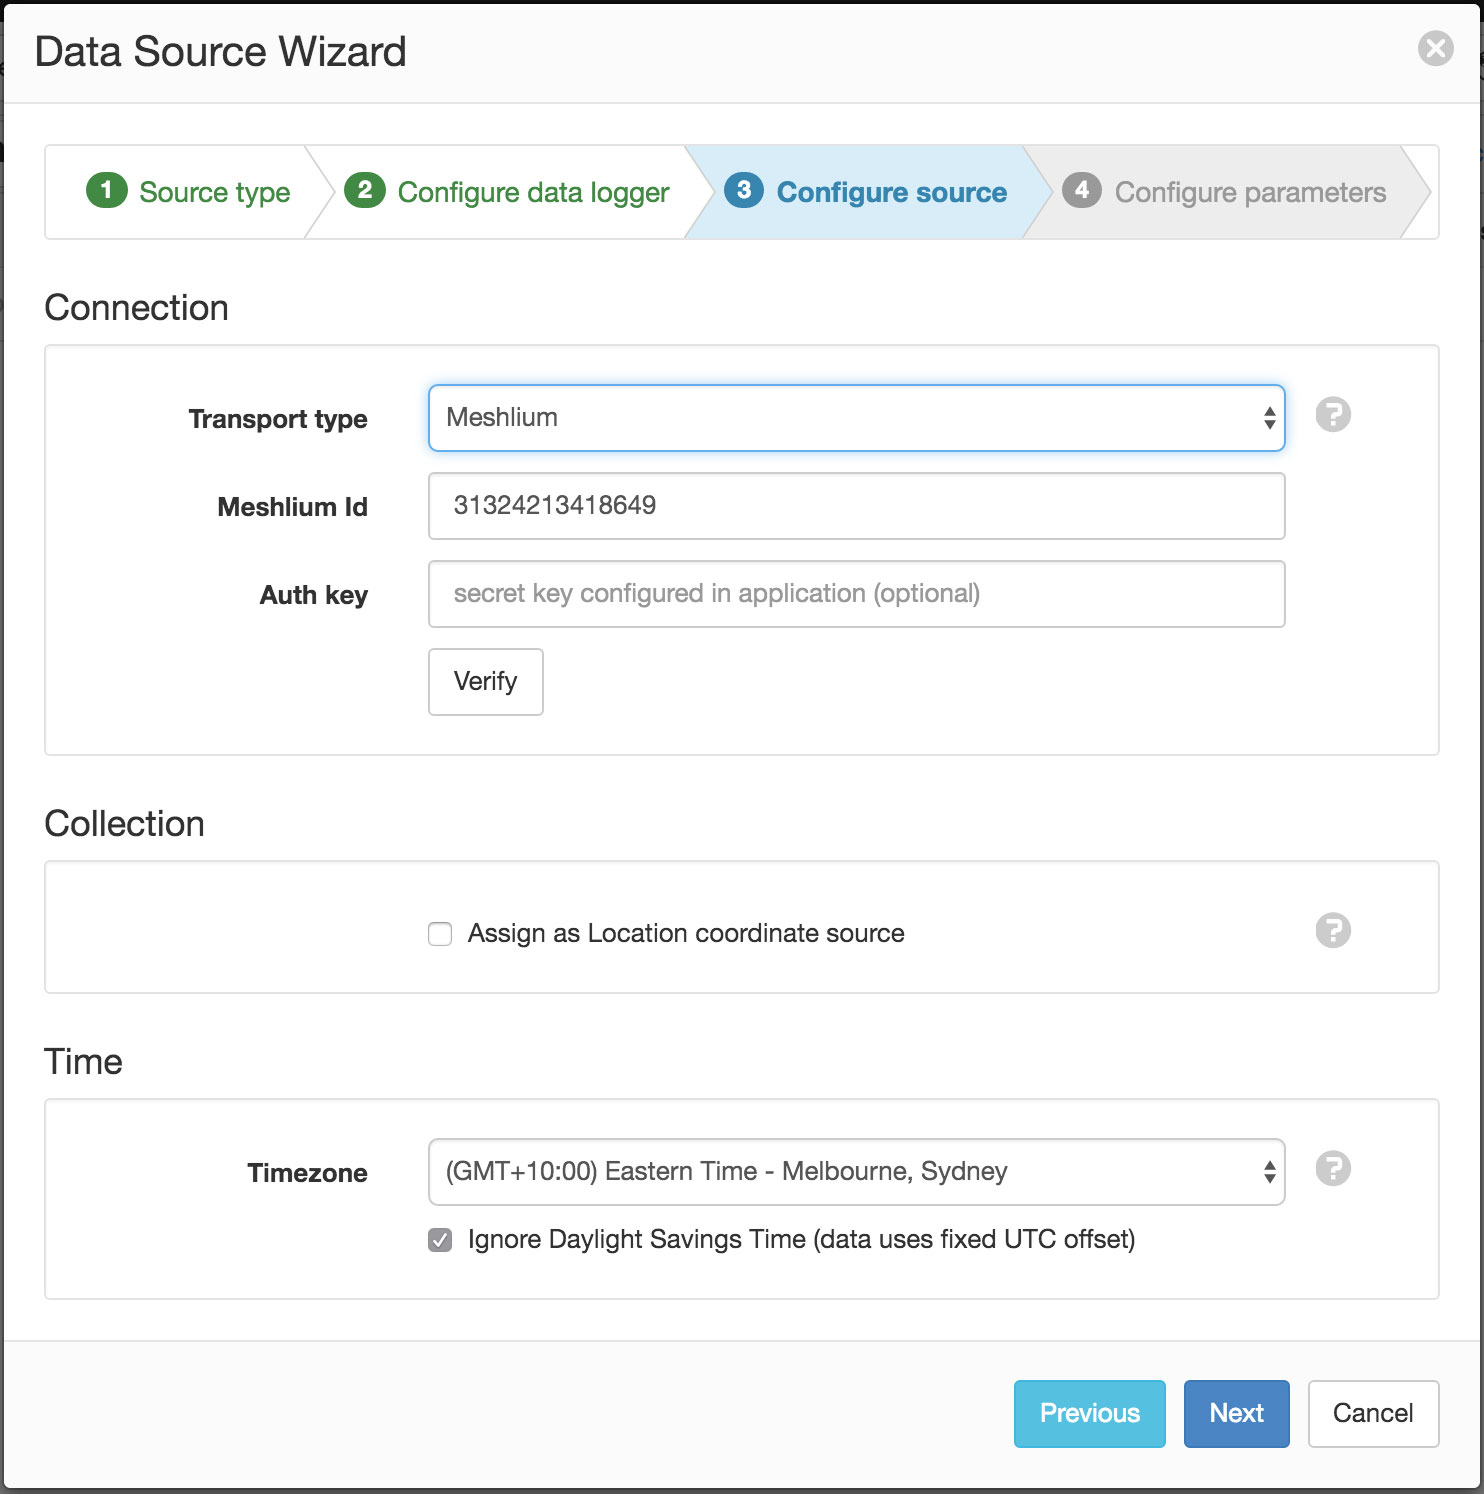 Data Source Wizard
1 Source type 2 Configure data logger 3 Configure source 4 Configure parameters
Connection
Transport type Meshlium ?
Meshlium Id 31324213418649
Auth key secret key configured in application (optional)
Verify
Collection
Assign as Location coordinate source ?
Time
Timezone (GMT+10:00) Eastern Time - Melbourne, Sydney ?
Ignore Daylight Savings Time (data uses fixed UTC offset)
Previous Next Cancel